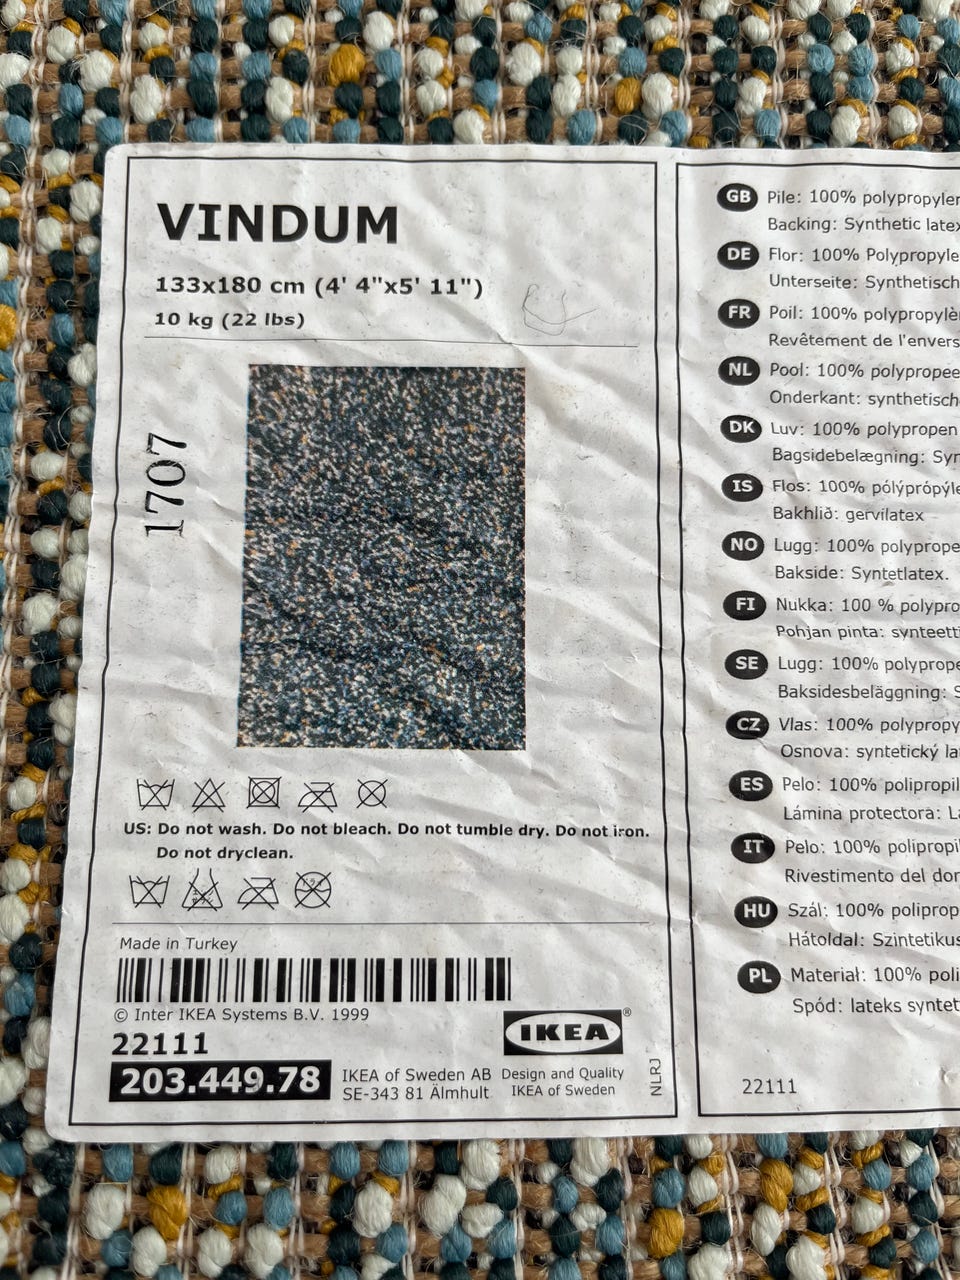 VINDUM
133x180 cm (4' 4"x5' 11")
10 kg (22 lbs)
1707
US: Do not wash. Do not bleach. Do not tumble dry. Do not iron.
Do not dryclean.
Made in Turkey
© Inter IKEA Systems B.V. 1999
22111
203.449.78
IKEA of Sweden AB
SE-343 81 Älmhult
IKEA®
Design and Quality
IKEA of Sweden
NLRJ
GB Pile: 100% polypropylen
Backing: Synthetic latex
DE Flor: 100% Polypropyle
Unterseite: Synthetisch
FR Poil: 100% polypropylè
Revêtement de l'envers
NL Pool: 100% polypropee
Onderkant: synthetisch
DK Luv: 100% polypropen
Bagsidebelægning: Syn
IS Flos: 100% pólýprópýle
Bakhlið: gervilatex
NO Lugg: 100% polyprope
Bakside: Syntetlatex.
FI Nukka: 100 % polypro
Pohjan pinta: synteetti
SE Lugg: 100% polyprope
Baksidesbeläggning: S
CZ Vlas: 100% polypropy
Osnova: syntetický la
ES Pelo: 100% polipropil
Lámina protectora: L
IT Pelo: 100% polipropil
Rivestimento del dor
HU Szál: 100% poliprop
Hátoldal: Szintetikus
PL Materiał: 100% poli
Spód: lateks syntet
22111